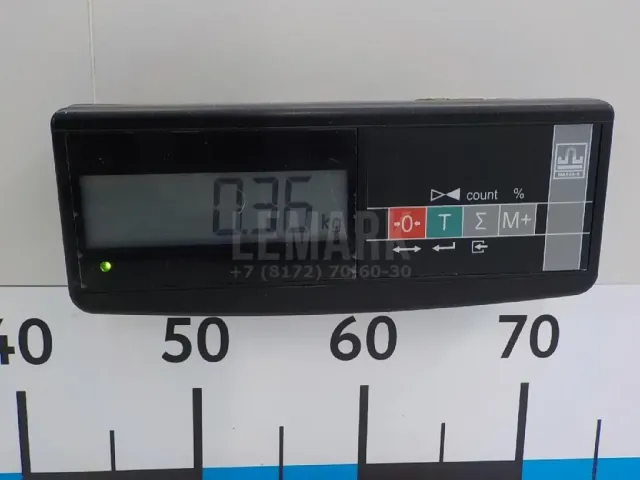 count %
0.36 kg
→0← T Σ M+
LEMARK
+7 (8172) 70-60-30
40 50 60 70